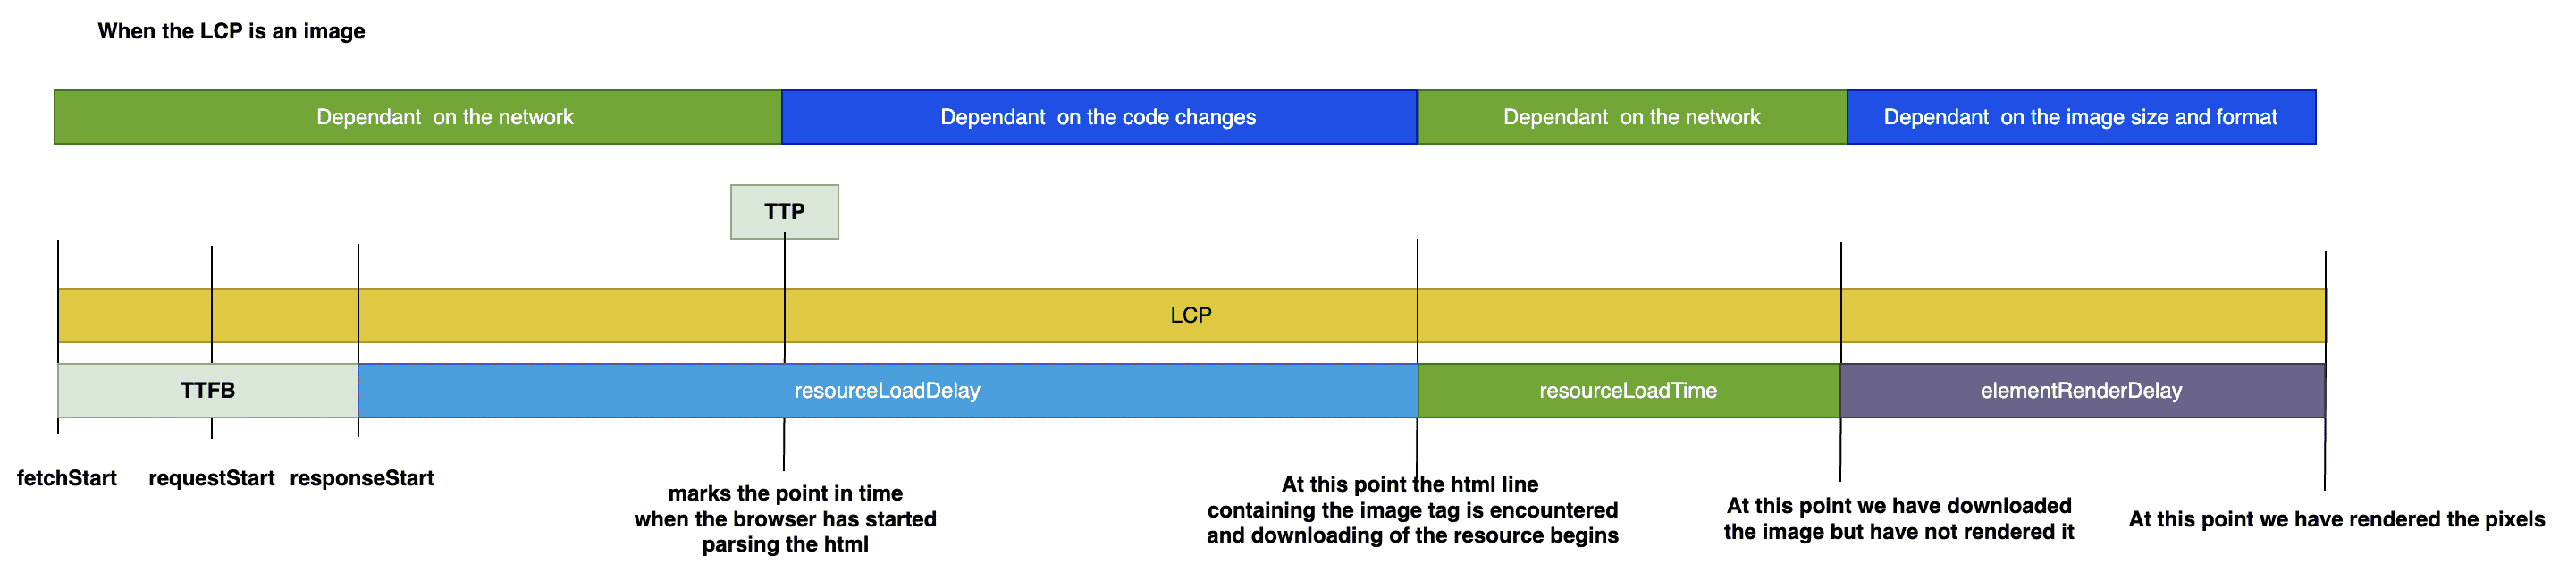 When the LCP is an image
Dependant  on the network
Dependant  on the code changes
Dependant  on the network
Dependant  on the image size and format
TTP
LCP
TTFB
resourceLoadDelay
resourceLoadTime
elementRenderDelay
fetchStart
requestStart
responseStart
marks the point in time
when the browser has started
parsing the html
At this point the html line
containing the image tag is encountered
and downloading of the resource begins
At this point we have downloaded
the image but have not rendered it
At this point we have rendered the pixels